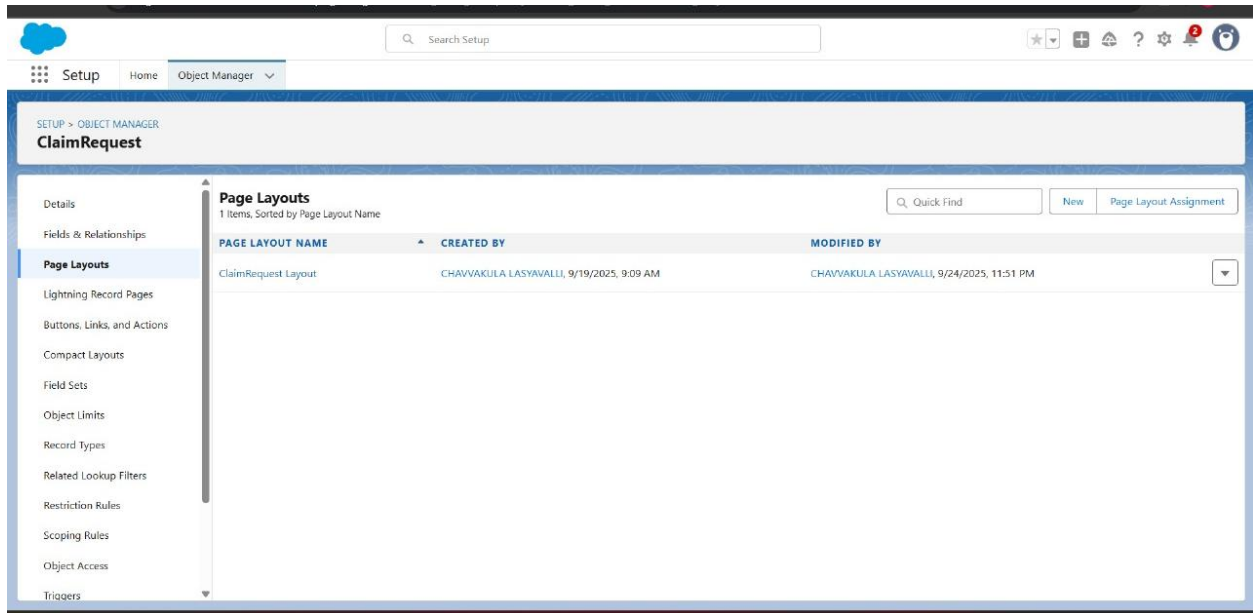 Search Setup
2
Setup Home Object Manager
SETUP > OBJECT MANAGER
ClaimRequest
Details
Fields & Relationships
Page Layouts
Lightning Record Pages
Buttons, Links, and Actions
Compact Layouts
Field Sets
Object Limits
Record Types
Related Lookup Filters
Restriction Rules
Scoping Rules
Object Access
Triggers
Page Layouts
1 Items, Sorted by Page Layout Name
Quick Find
New
Page Layout Assignment
PAGE LAYOUT NAME CREATED BY MODIFIED BY
ClaimRequest Layout CHAVVAKULA LASYAVALLI, 9/19/2025, 9:09 AM CHAVVAKULA LASYAVALLI, 9/24/2025, 11:51 PM